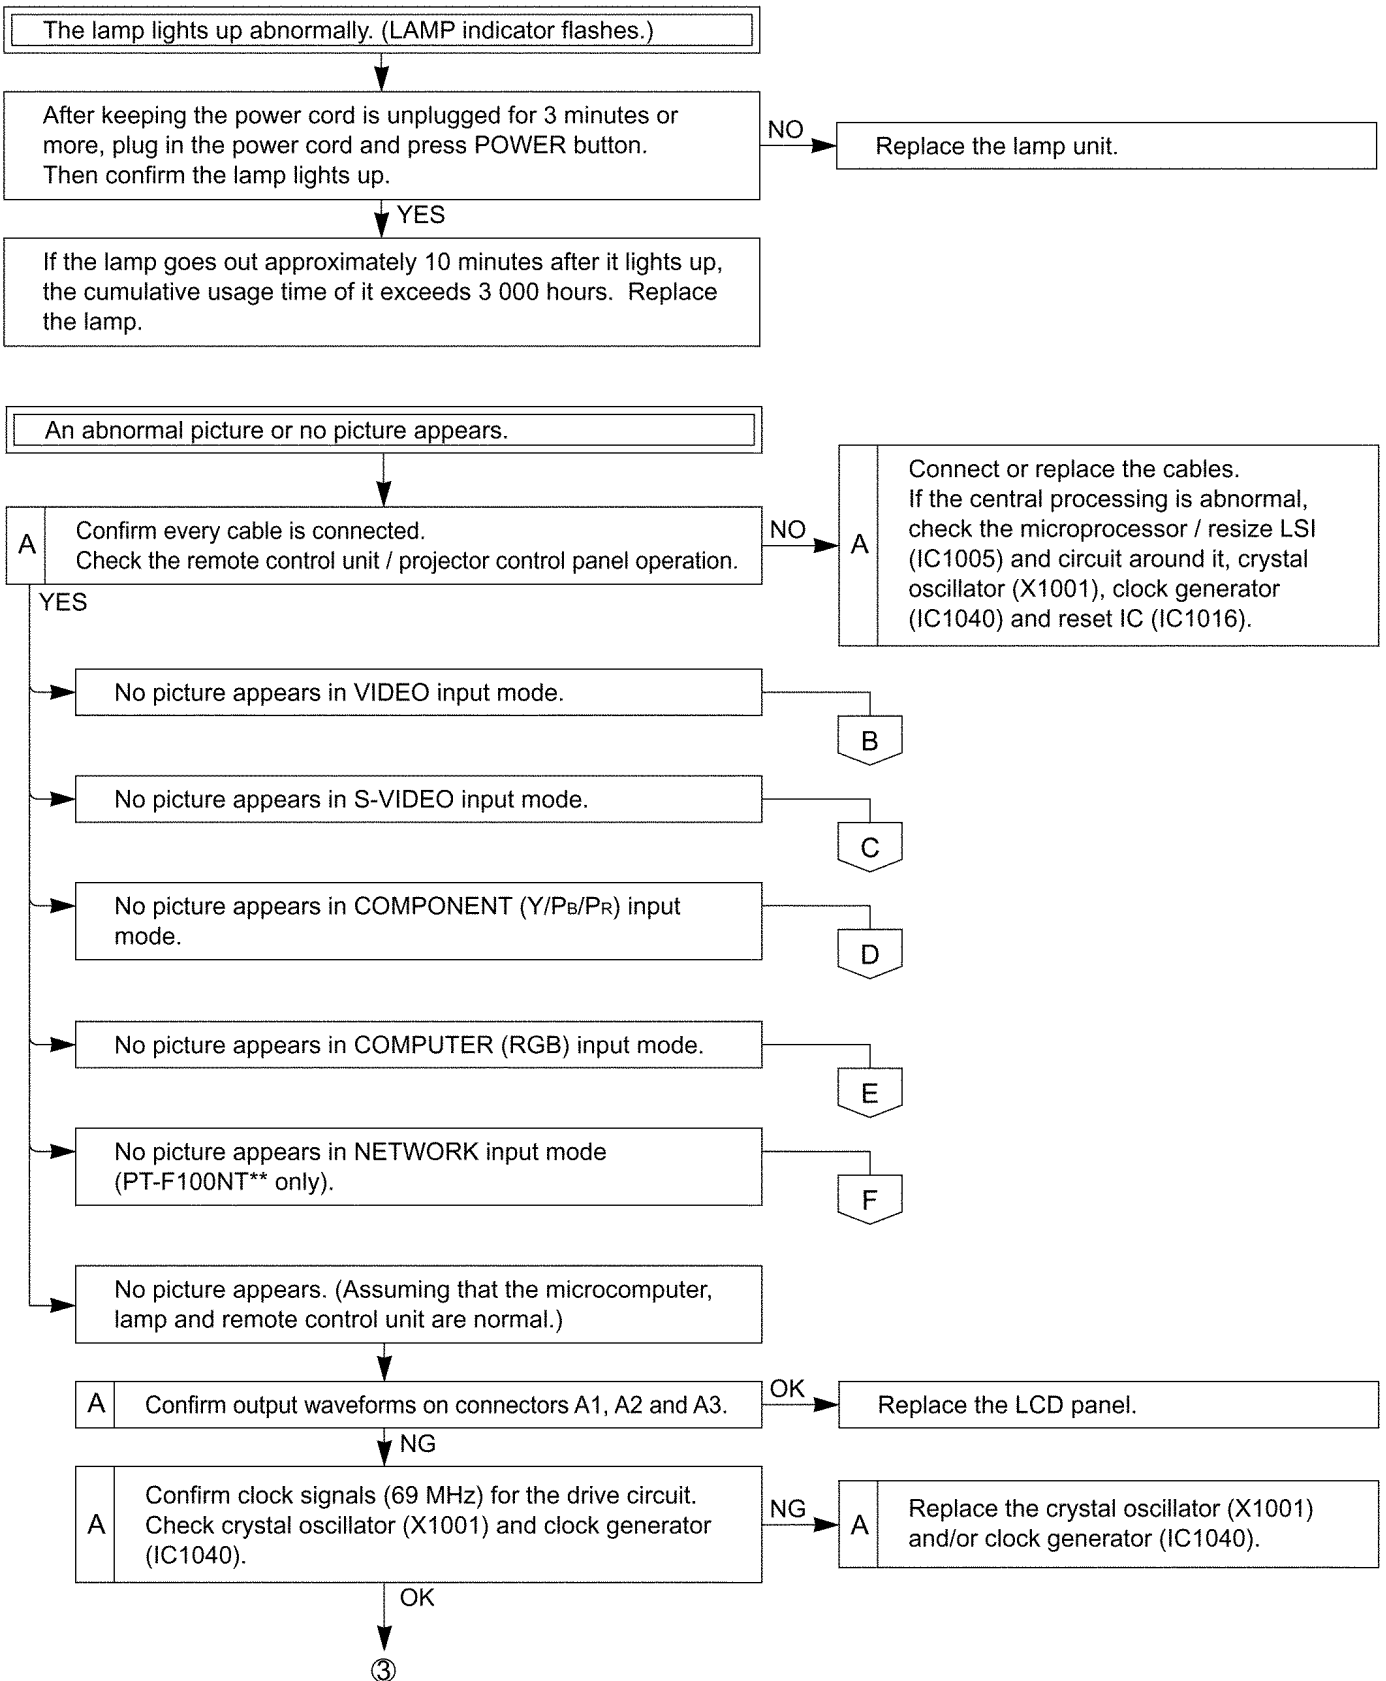 The lamp lights up abnormally. (LAMP indicator flashes.)
After keeping the power cord is unplugged for 3 minutes or
more, plug in the power cord and press POWER button.
Then confirm the lamp lights up.
NO
Replace the lamp unit.
YES
If the lamp goes out approximately 10 minutes after it lights up,
the cumulative usage time of it exceeds 3 000 hours. Replace
the lamp.
An abnormal picture or no picture appears.
A
Confirm every cable is connected.
Check the remote control unit / projector control panel operation.
NO
A
Connect or replace the cables.
If the central processing is abnormal,
check the microprocessor / resize LSI
(IC1005) and circuit around it, crystal
oscillator (X1001), clock generator
(IC1040) and reset IC (IC1016).
YES
No picture appears in VIDEO input mode.
B
No picture appears in S-VIDEO input mode.
C
No picture appears in COMPONENT (Y/PB/PR) input
mode.
D
No picture appears in COMPUTER (RGB) input mode.
E
No picture appears in NETWORK input mode
(PT-F100NT** only).
F
No picture appears. (Assuming that the microcomputer,
lamp and remote control unit are normal.)
A
Confirm output waveforms on connectors A1, A2 and A3.
OK
Replace the LCD panel.
NG
A
Confirm clock signals (69 MHz) for the drive circuit.
Check crystal oscillator (X1001) and clock generator
(IC1040).
NG
A
Replace the crystal oscillator (X1001)
and/or clock generator (IC1040).
OK
③